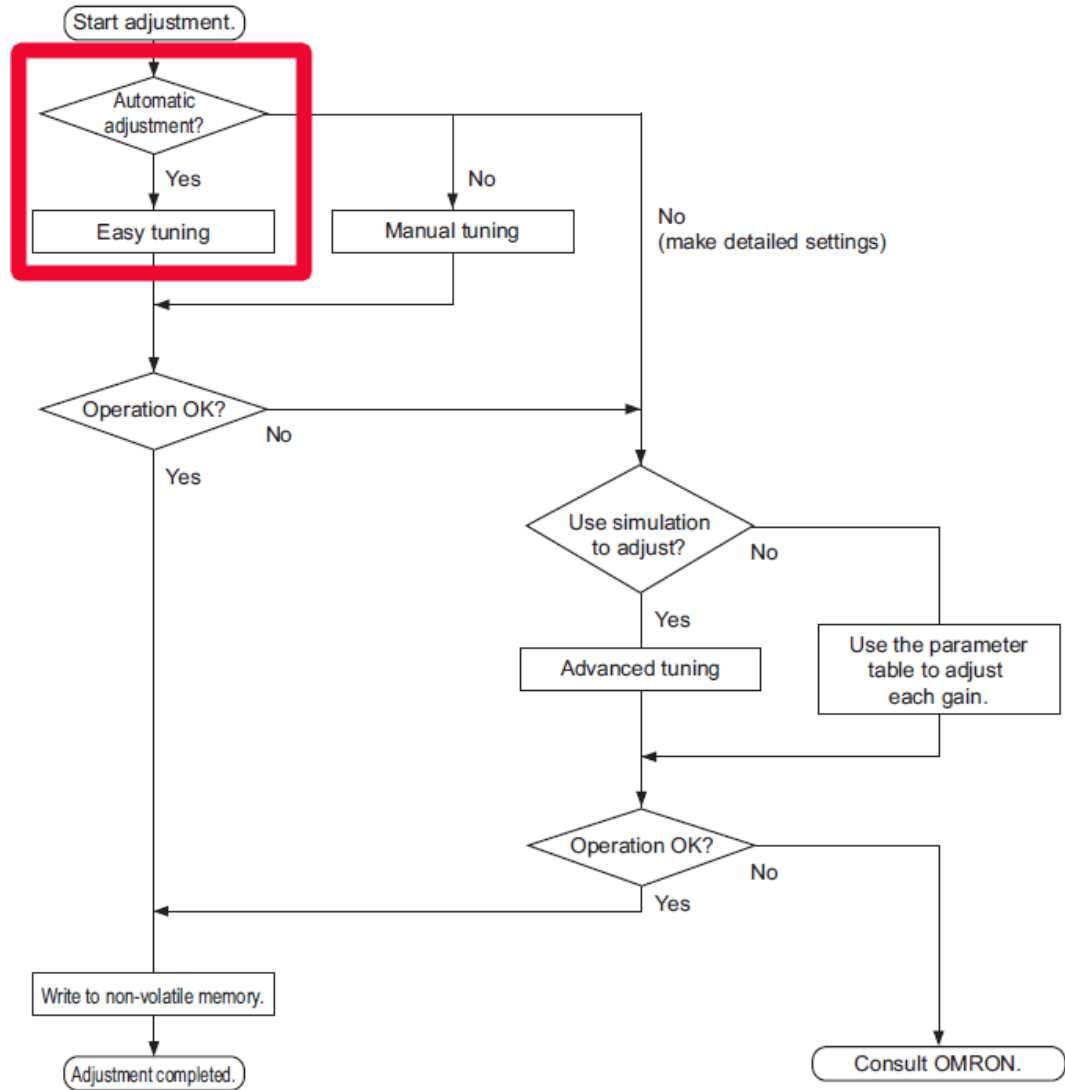 Start adjustment.
Automatic
adjustment?
Yes
No
No
(make detailed settings)
Easy tuning
Manual tuning
Operation OK?
No
Yes
Use simulation
to adjust?
No
Yes
Advanced tuning
Use the parameter
table to adjust
each gain.
Operation OK?
No
Yes
Write to non-volatile memory.
Adjustment completed.
Consult OMRON.